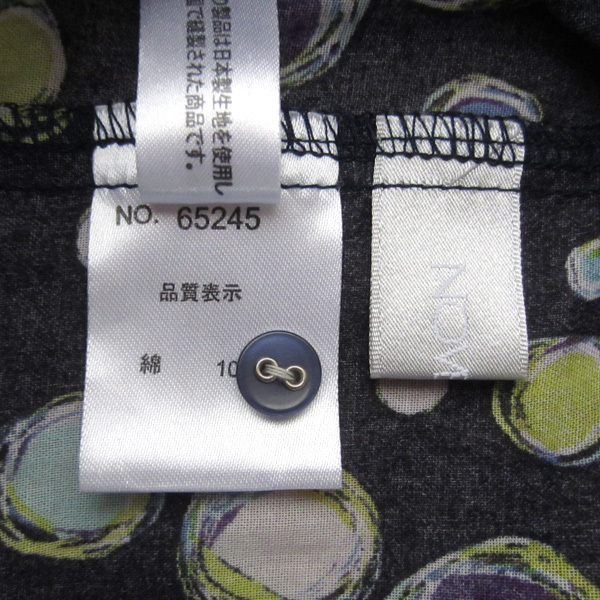 の製品は日本製生地を使用し
国で縫製された商品です。
NO. 65245
品質表示
綿 10